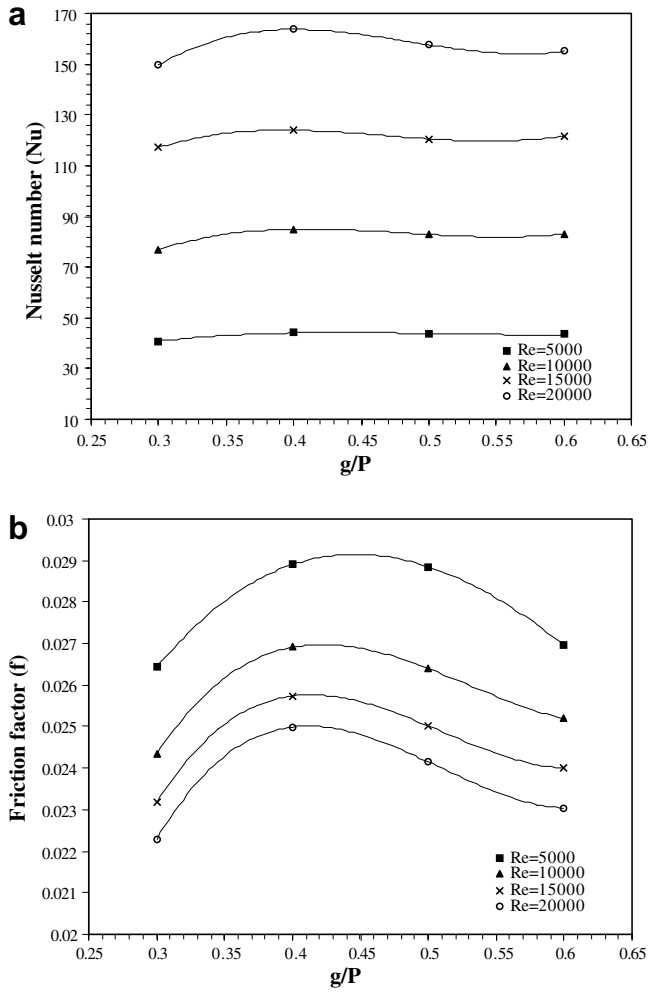 a
170
150
130
110
90
70
50
30
10
Nusselt number (Nu)
Re=5000
Re=10000
Re=15000
Re=20000
0.25 0.3 0.35 0.4 0.45 0.5 0.55 0.6 0.65
g/P
b
0.03
0.029
0.028
0.027
0.026
0.025
0.024
0.023
0.022
0.021
0.02
Friction factor (f)
Re=5000
Re=10000
Re=15000
Re=20000
0.25 0.3 0.35 0.4 0.45 0.5 0.55 0.6 0.65
g/P